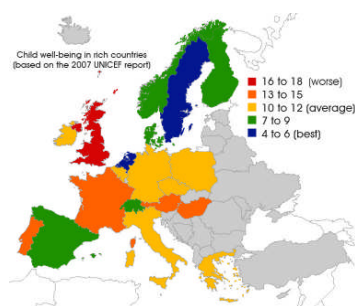 Child well-being in rich countries
(based on the 2007 UNICEF report)
16 to 18 (worse)
13 to 15
10 to 12 (average)
7 to 9
4 to 6 (best)